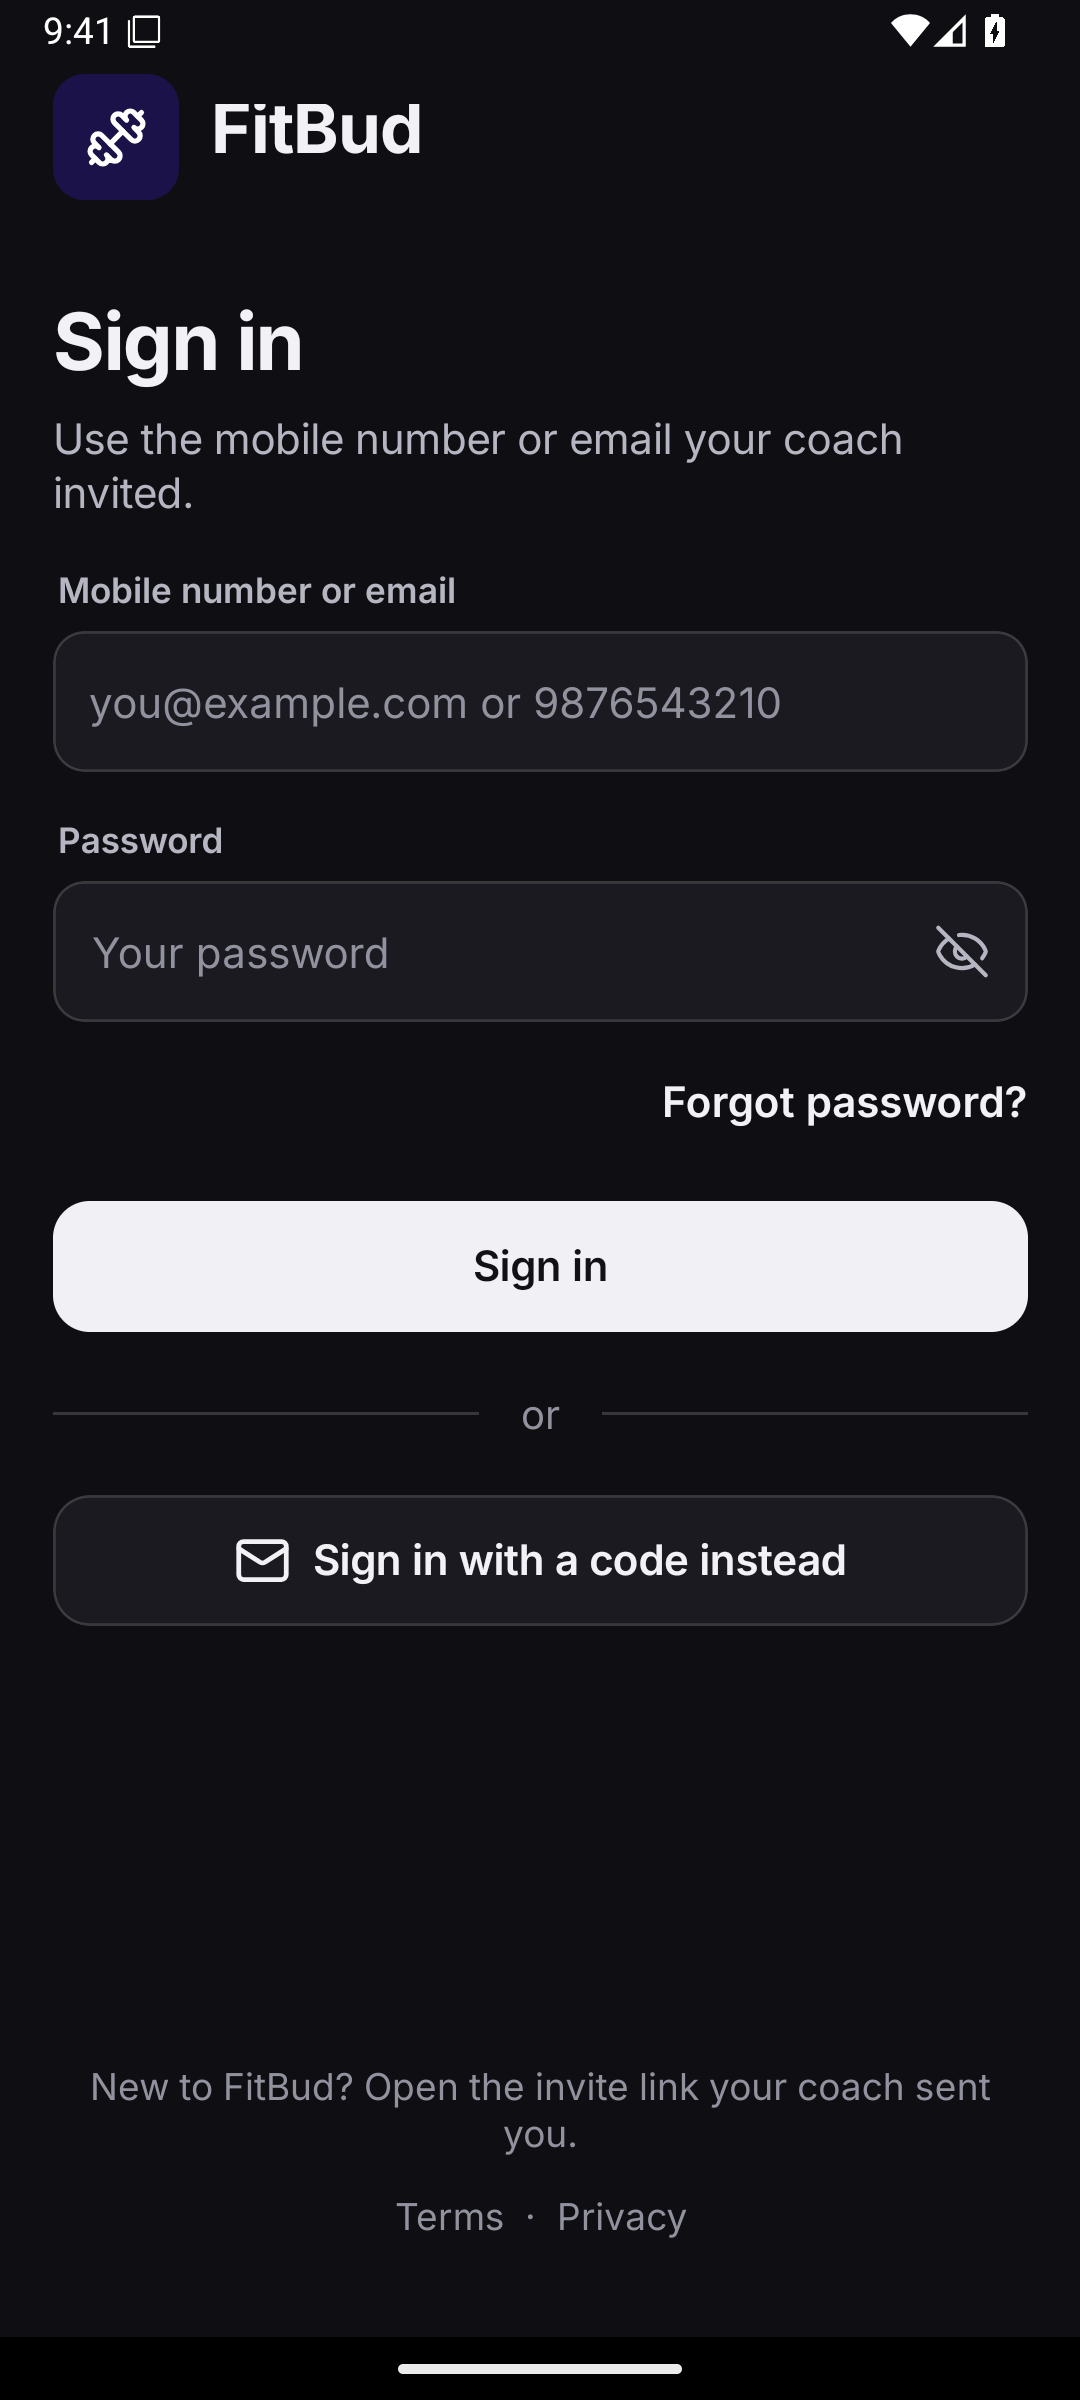 9:41
FitBud
Sign in
Use the mobile number or email your coach
invited.
Mobile number or email
you@example.com or 9876543210
Password
Your password
Forgot password?
Sign in
or
Sign in with a code instead
New to FitBud? Open the invite link your coach sent
you.
Terms · Privacy